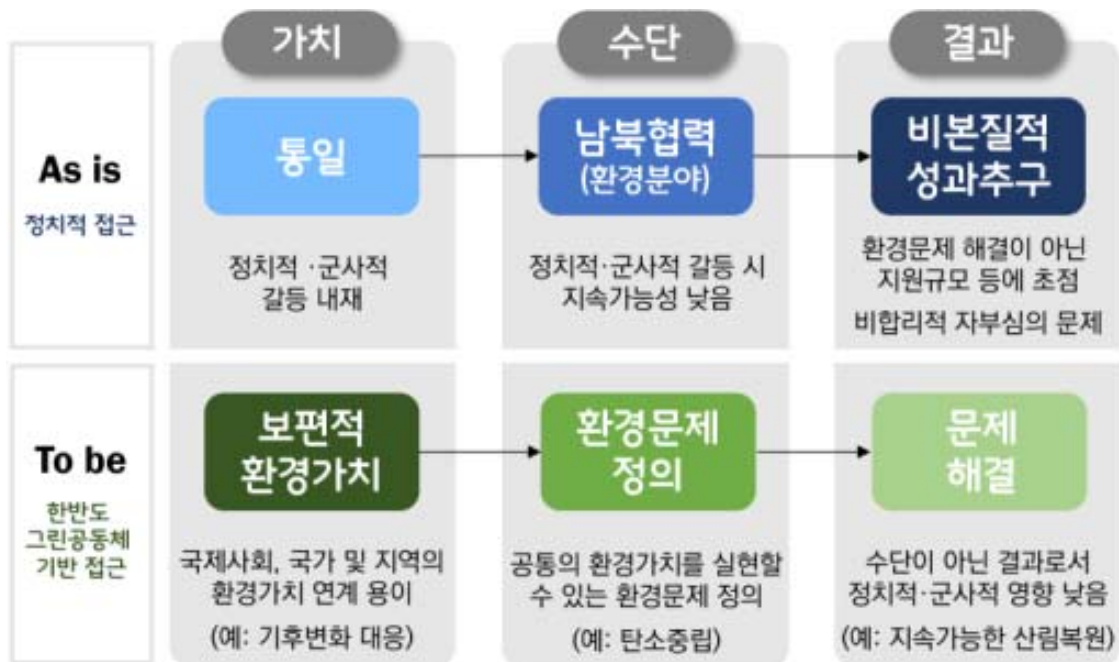 가치
수단
결과
As is
정치적 접근
통일
정치적 ·군사적
갈등 내재
남북협력
(환경분야)
정치적·군사적 갈등 시
지속가능성 낮음
비본질적
성과추구
환경문제 해결이 아닌
지원규모 등에 초점
비합리적 자부심의 문제
To be
한반도
그린공동체
기반 접근
보편적
환경가치
국제사회, 국가 및 지역의
환경가치 연계 용이
(예: 기후변화 대응)
환경문제
정의
공통의 환경가치를 실현할
수 있는 환경문제 정의
(예: 탄소중립)
문제
해결
수단이 아닌 결과로서
정치적·군사적 영향 낮음
(예: 지속가능한 산림복원)